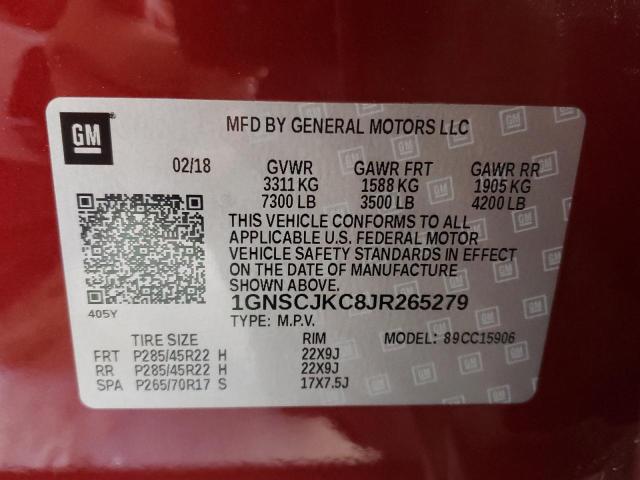 GM
MFD BY GENERAL MOTORS LLC
02/18 GVWR GAWR FRT GAWR RR
3311 KG 1588 KG 1905 KG
7300 LB 3500 LB 4200 LB
THIS VEHICLE CONFORMS TO ALL
APPLICABLE U.S. FEDERAL MOTOR
VEHICLE SAFETY STANDARDS IN EFFECT
ON THE DATE OF MANUFACTURE
SHOWN ABOVE.
405Y
1GNSCJKC8JR265279
TYPE: M.P.V.
TIRE SIZE RIM MODEL: 89CC15906
FRT P285/45R22 H 22X9J
RR P285/45R22 H 22X9J
SPA P265/70R17 S 17X7.5J